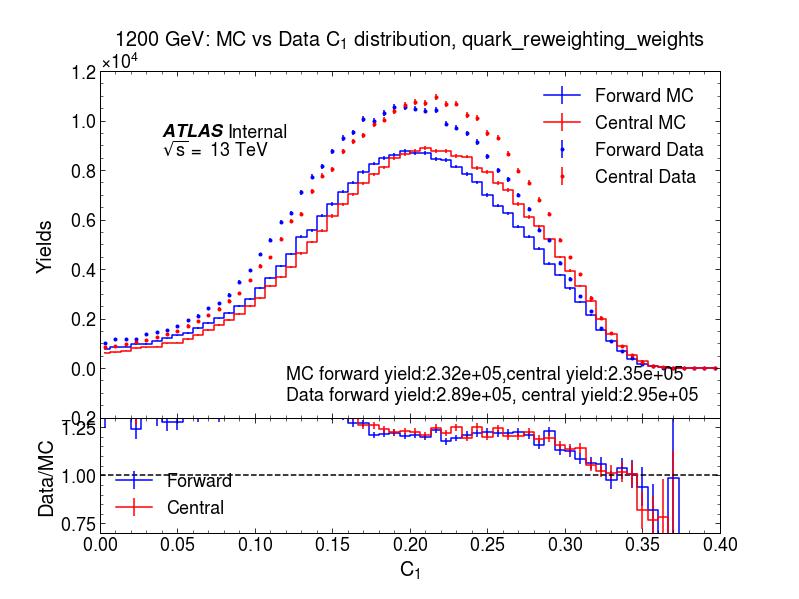 1200 GeV: MC vs Data C1 distribution, quark_reweighting_weights
×10^4
1.2
1.0
0.8
0.6
0.4
0.2
0.0
0.2
Yields
ATLAS Internal
√s = 13 TeV
Forward MC
Central MC
Forward Data
Central Data
MC forward yield:2.32e+05,central yield:2.35e+05
Data forward yield:2.89e+05, central yield:2.95e+05
1.25
1.00
0.75
Data/MC
Forward
Central
0.00 0.05 0.10 0.15 0.20 0.25 0.30 0.35 0.40
C1